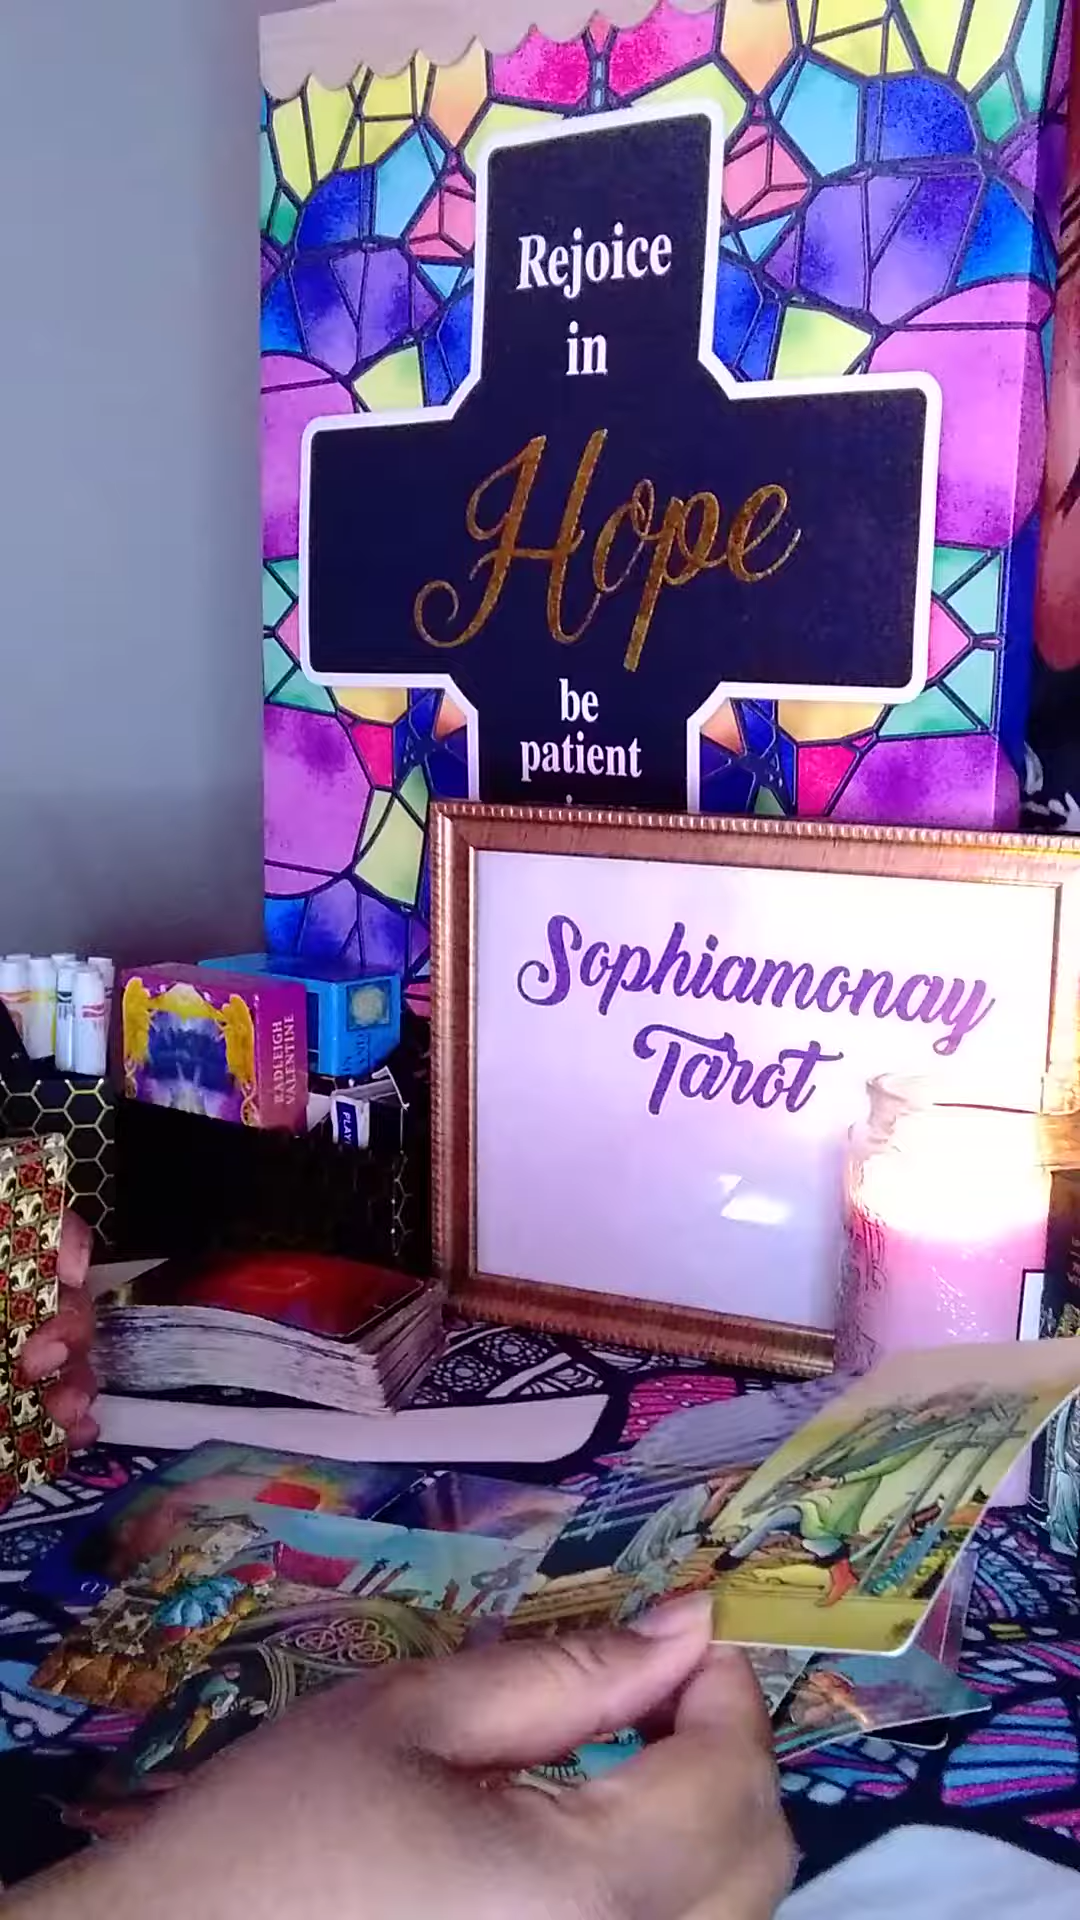 Rejoice
in
Hope
be
patient
Sophiamonay
Tarot
RADLEIGH
VALENTINE